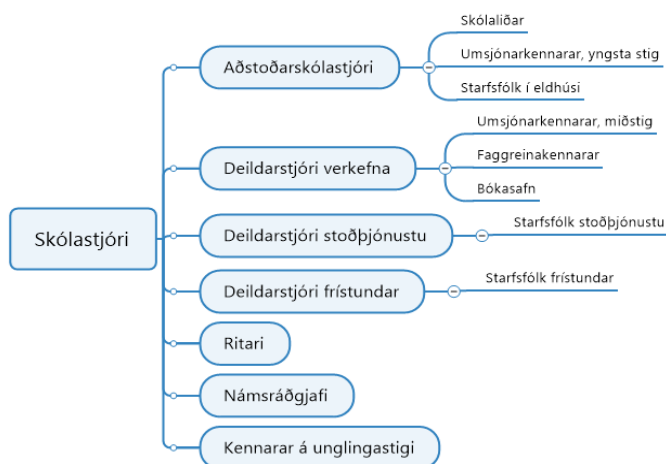 Skólastjóri
Aðstoðarskólastjóri
Skólaliðar
Umsjónarkennarar, yngsta stig
Starfsfólk í eldhúsi
Deildarstjóri verkefna
Umsjónarkennarar, miðstig
Faggreinakennarar
Bókasafn
Deildarstjóri stoðþjónustu
Starfsfólk stoðþjónustu
Deildarstjóri frístundar
Starfsfólk frístundar
Ritari
Námsráðgjafi
Kennarar á unglingastigi